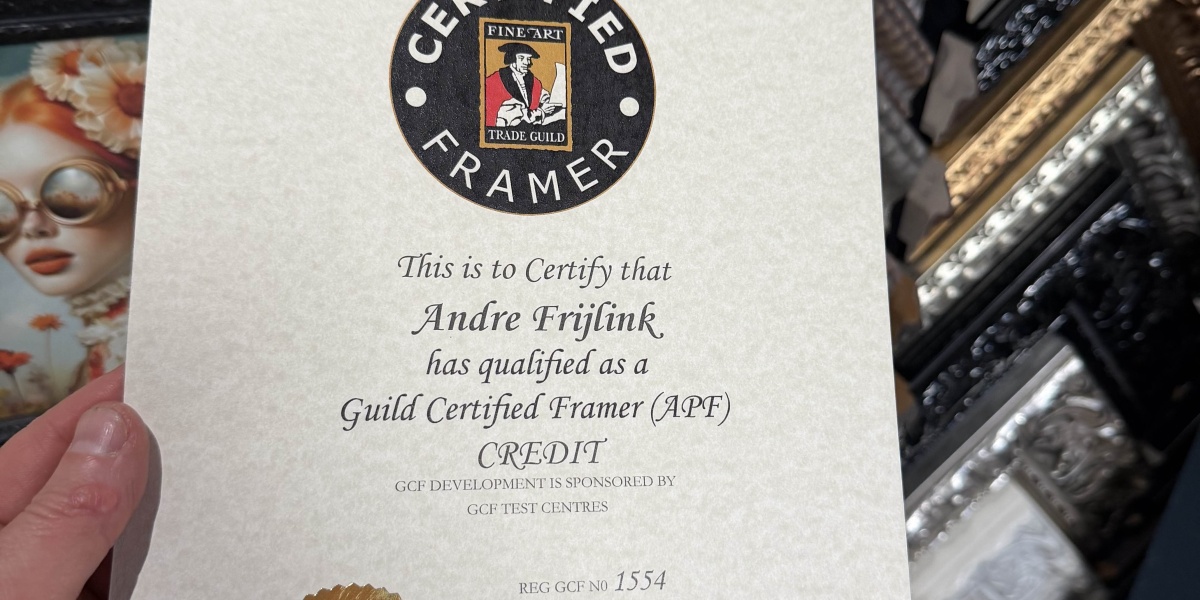 CERTIFIED
FINE ART
TRADE GUILD
FRAMER
This is to Certify that
Andre Frijlink
has qualified as a
Guild Certified Framer (APF)
CREDIT
GCF DEVELOPMENT IS SPONSORED BY
GCF TEST CENTRES
REG GCF N0 1554